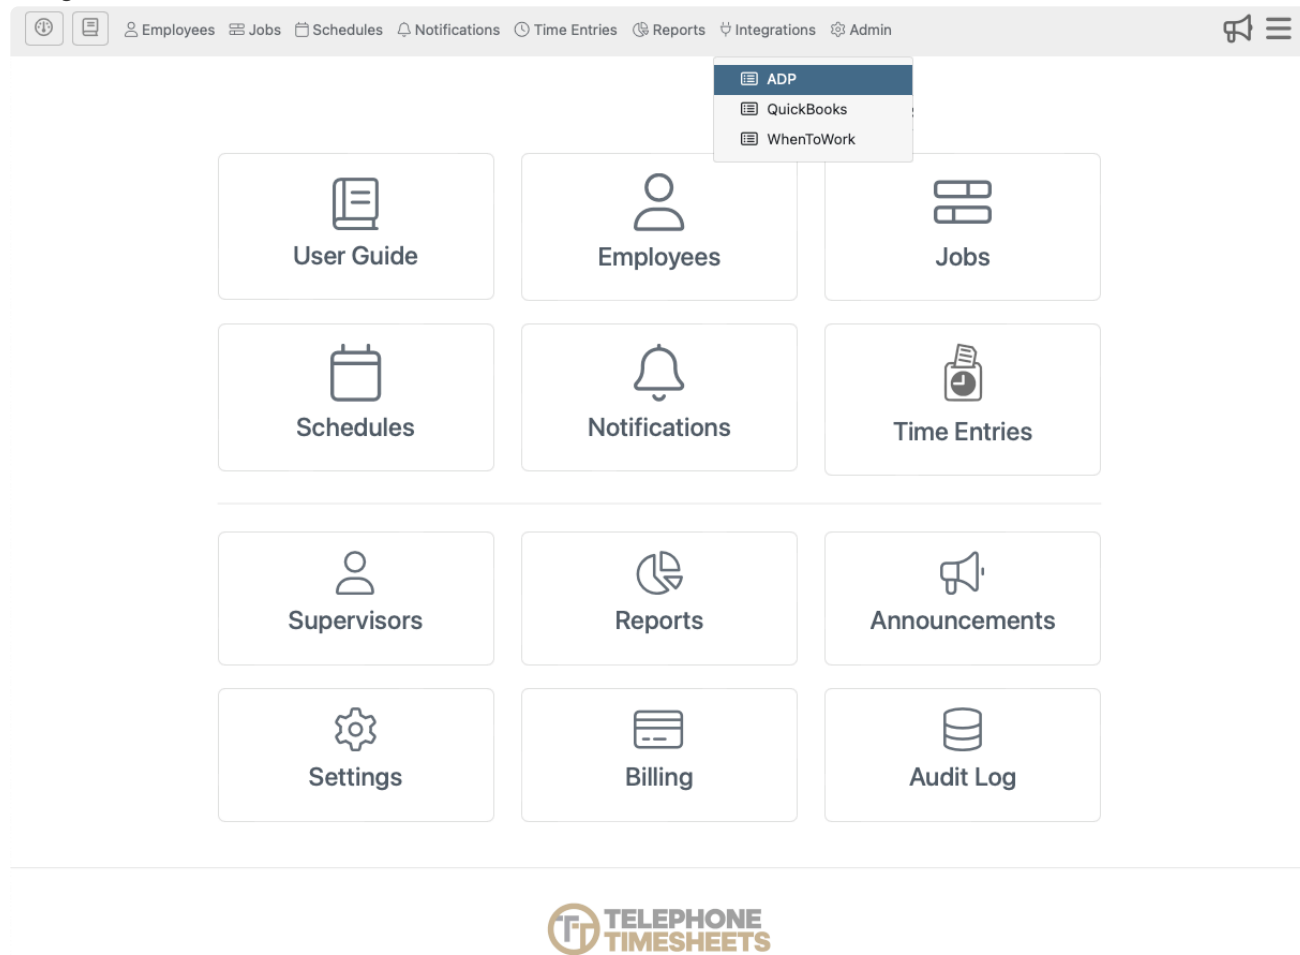 Employees Jobs Schedules Notifications Time Entries Reports Integrations Admin
ADP
QuickBooks
WhenToWork
User Guide
Employees
Jobs
Schedules
Notifications
Time Entries
Supervisors
Reports
Announcements
Settings
Billing
Audit Log
TELEPHONE
TIMESHEETS